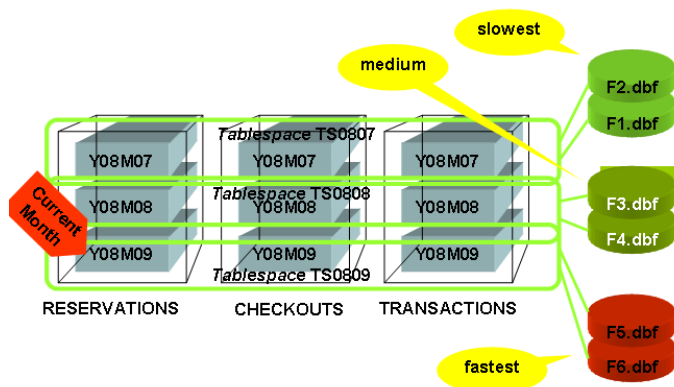 slowest
medium
F2.dbf
F1.dbf
Tablespace TS0807
Y08M07
Y08M07
Y08M07
Tablespace TS0808
Current
Month
Y08M08
Y08M08
Y08M08
F3.dbf
F4.dbf
Y08M09
Y08M09
Y08M09
Tablespace TS0809
RESERVATIONS
CHECKOUTS
TRANSACTIONS
F5.dbf
F6.dbf
fastest